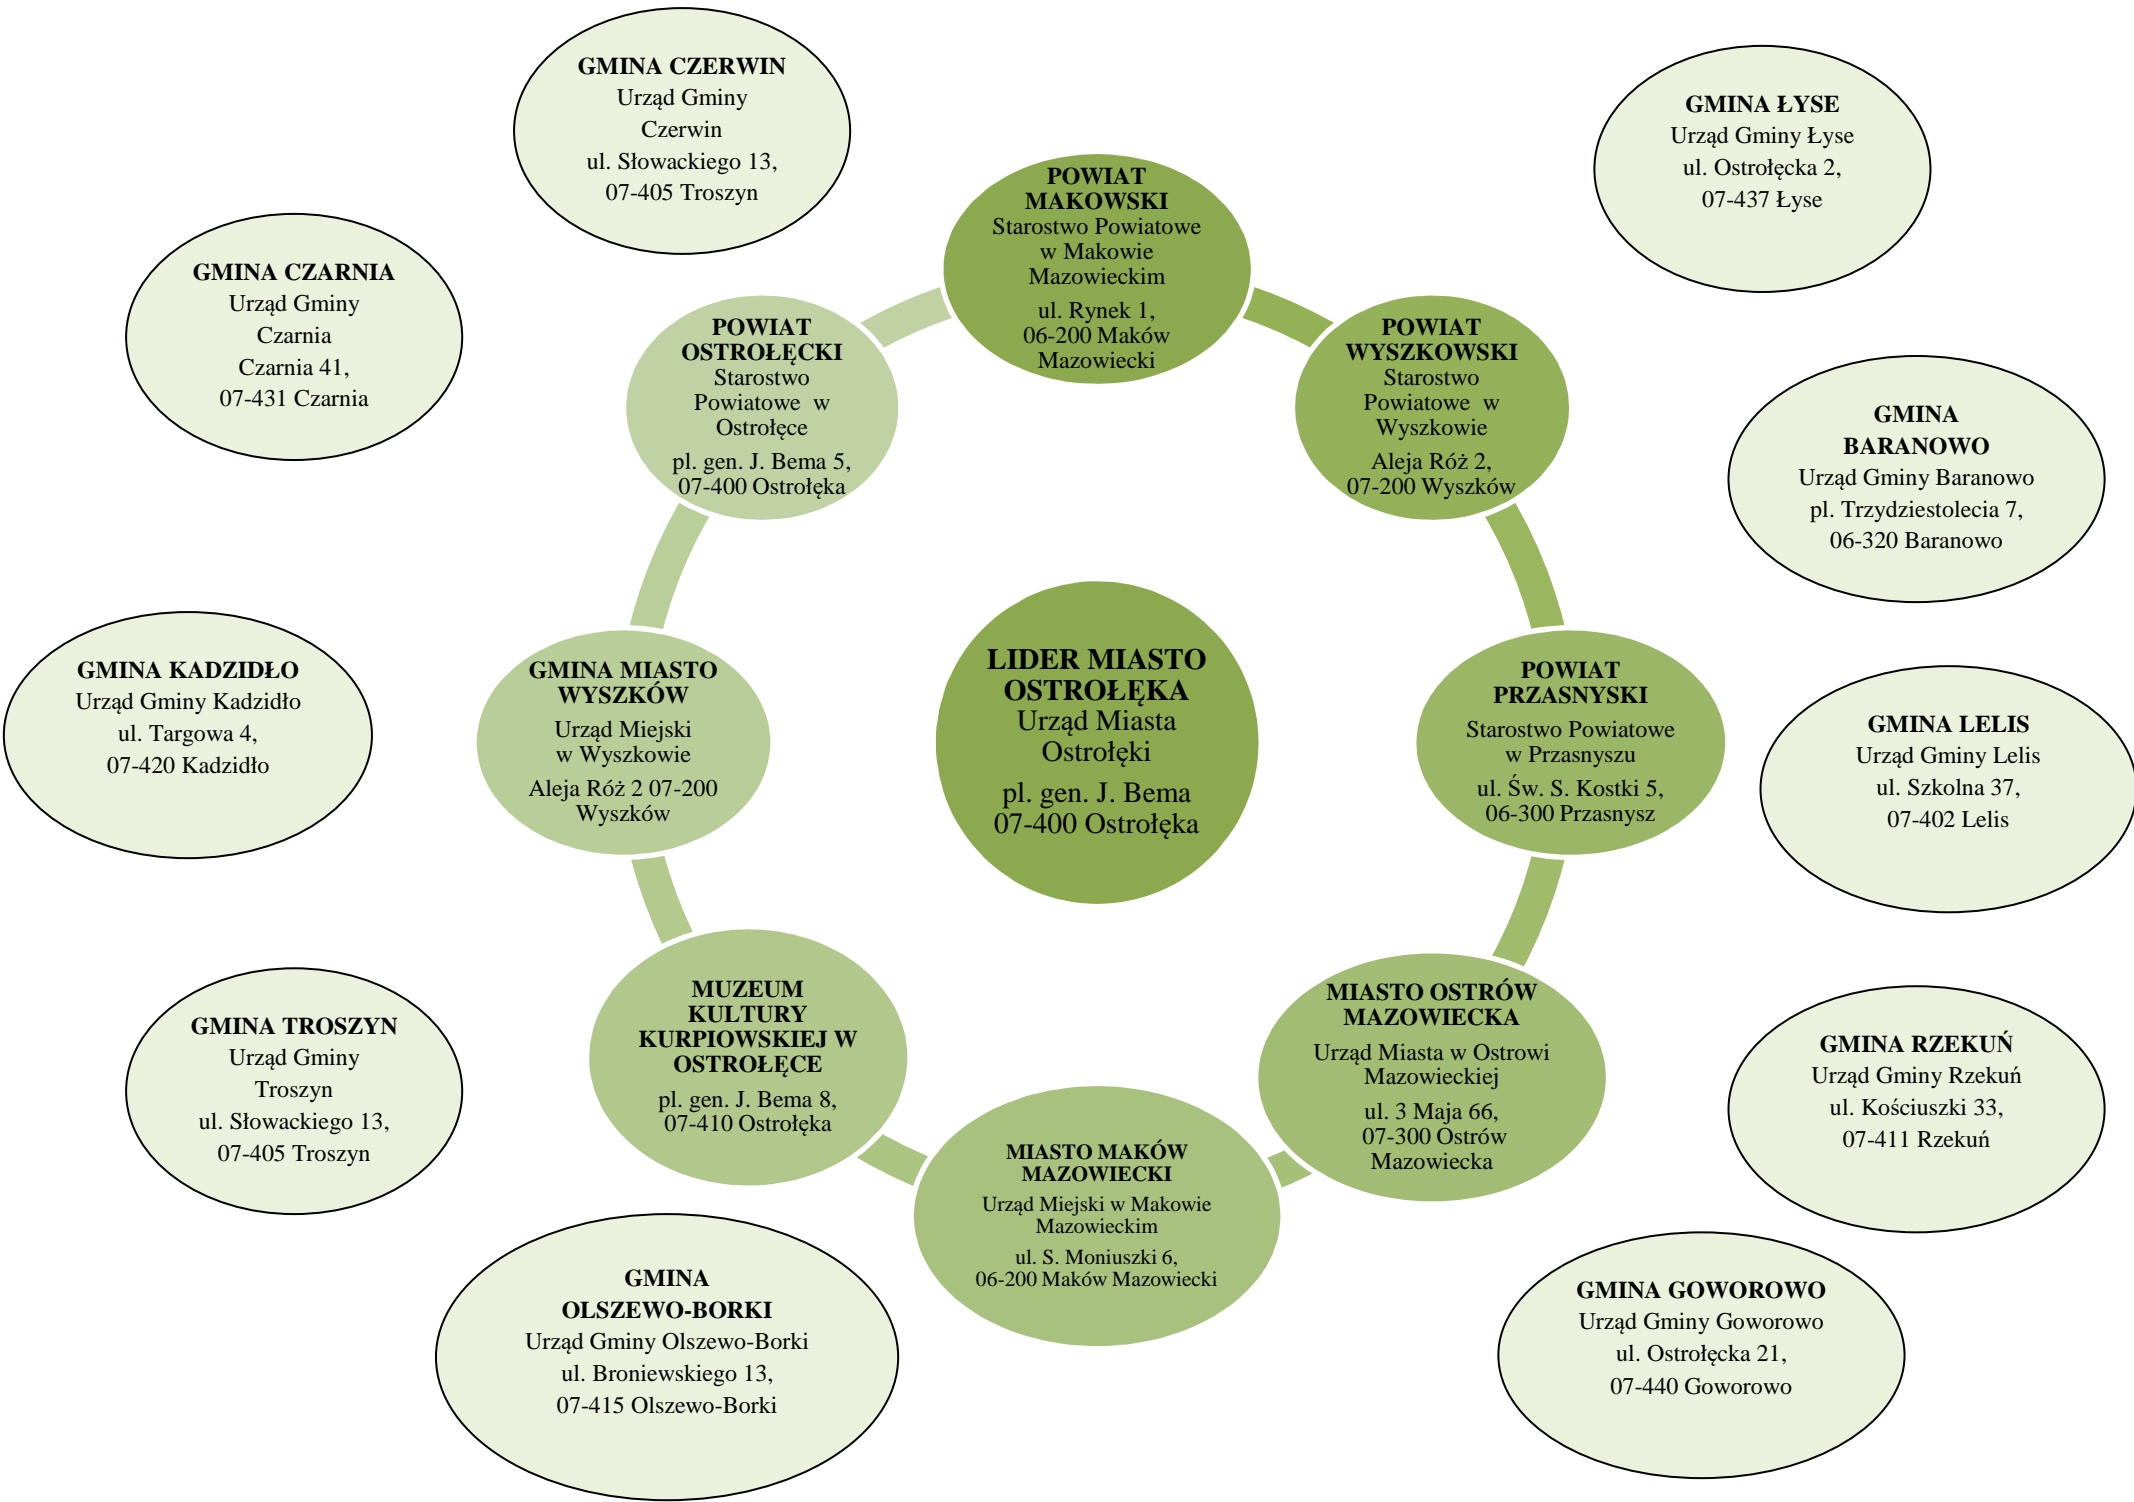 GMINA CZERWIN
Urząd Gminy
Czerwin
ul. Słowackiego 13,
07-405 Troszyn
GMINA ŁYSE
Urząd Gminy Łyse
ul. Ostrołęcka 2,
07-437 Łyse
POWIAT
MAKOWSKI
Starostwo Powiatowe
w Makowie
Mazowieckim
ul. Rynek 1,
06-200 Maków
Mazowiecki
GMINA CZARNIA
Urząd Gminy
Czarnia
Czarnia 41,
07-431 Czarnia
POWIAT
OSTROŁĘCKI
Starostwo
Powiatowe w
Ostrołęce
pl. gen. J. Bema 5,
07-400 Ostrołęka
POWIAT
WYSZKOWSKI
Starostwo
Powiatowe w
Wyszkowie
Aleja Róż 2,
07-200 Wyszków
GMINA
BARANOWO
Urząd Gminy Baranowo
pl. Trzydziestolecia 7,
06-320 Baranowo
GMINA KADZIDŁO
Urząd Gminy Kadzidło
ul. Targowa 4,
07-420 Kadzidło
GMINA MIASTO
WYSZKÓW
Urząd Miejski
w Wyszkowie
Aleja Róż 2 07-200
Wyszków
LIDER MIASTO
OSTROŁĘKA
Urząd Miasta
Ostrołęki
pl. gen. J. Bema
07-400 Ostrołęka
POWIAT
PRZASNYSKI
Starostwo Powiatowe
w Przasnyszu
ul. Św. S. Kostki 5,
06-300 Przasnysz
GMINA LELIS
Urząd Gminy Lelis
ul. Szkolna 37,
07-402 Lelis
GMINA TROSZYN
Urząd Gminy
Troszyn
ul. Słowackiego 13,
07-405 Troszyn
MUZEUM
KULTURY
KURPIOWSKIEJ W
OSTROŁĘCE
pl. gen. J. Bema 8,
07-410 Ostrołęka
MIASTO OSTRÓW
MAZOWIECKA
Urząd Miasta w Ostrowi
Mazowieckiej
ul. 3 Maja 66,
07-300 Ostrów
Mazowiecka
GMINA RZEKUŃ
Urząd Gminy Rzekuń
ul. Kościuszki 33,
07-411 Rzekuń
MIASTO MAKÓW
MAZOWIECKI
Urząd Miejski w Makowie
Mazowieckim
ul. S. Moniuszki 6,
06-200 Maków Mazowiecki
GMINA
OLSZEWO-BORKI
Urząd Gminy Olszewo-Borki
ul. Broniewskiego 13,
07-415 Olszewo-Borki
GMINA GOWOROWO
Urząd Gminy Goworowo
ul. Ostrołęcka 21,
07-440 Goworowo